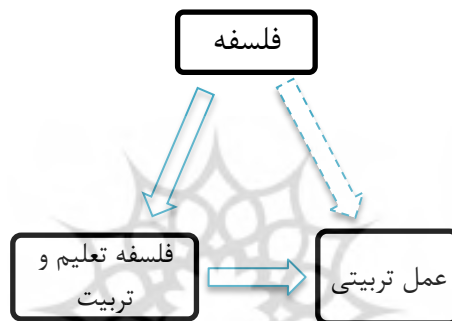 فلسفه
فلسفه تعلیم و
تربیت
عمل تربیتی